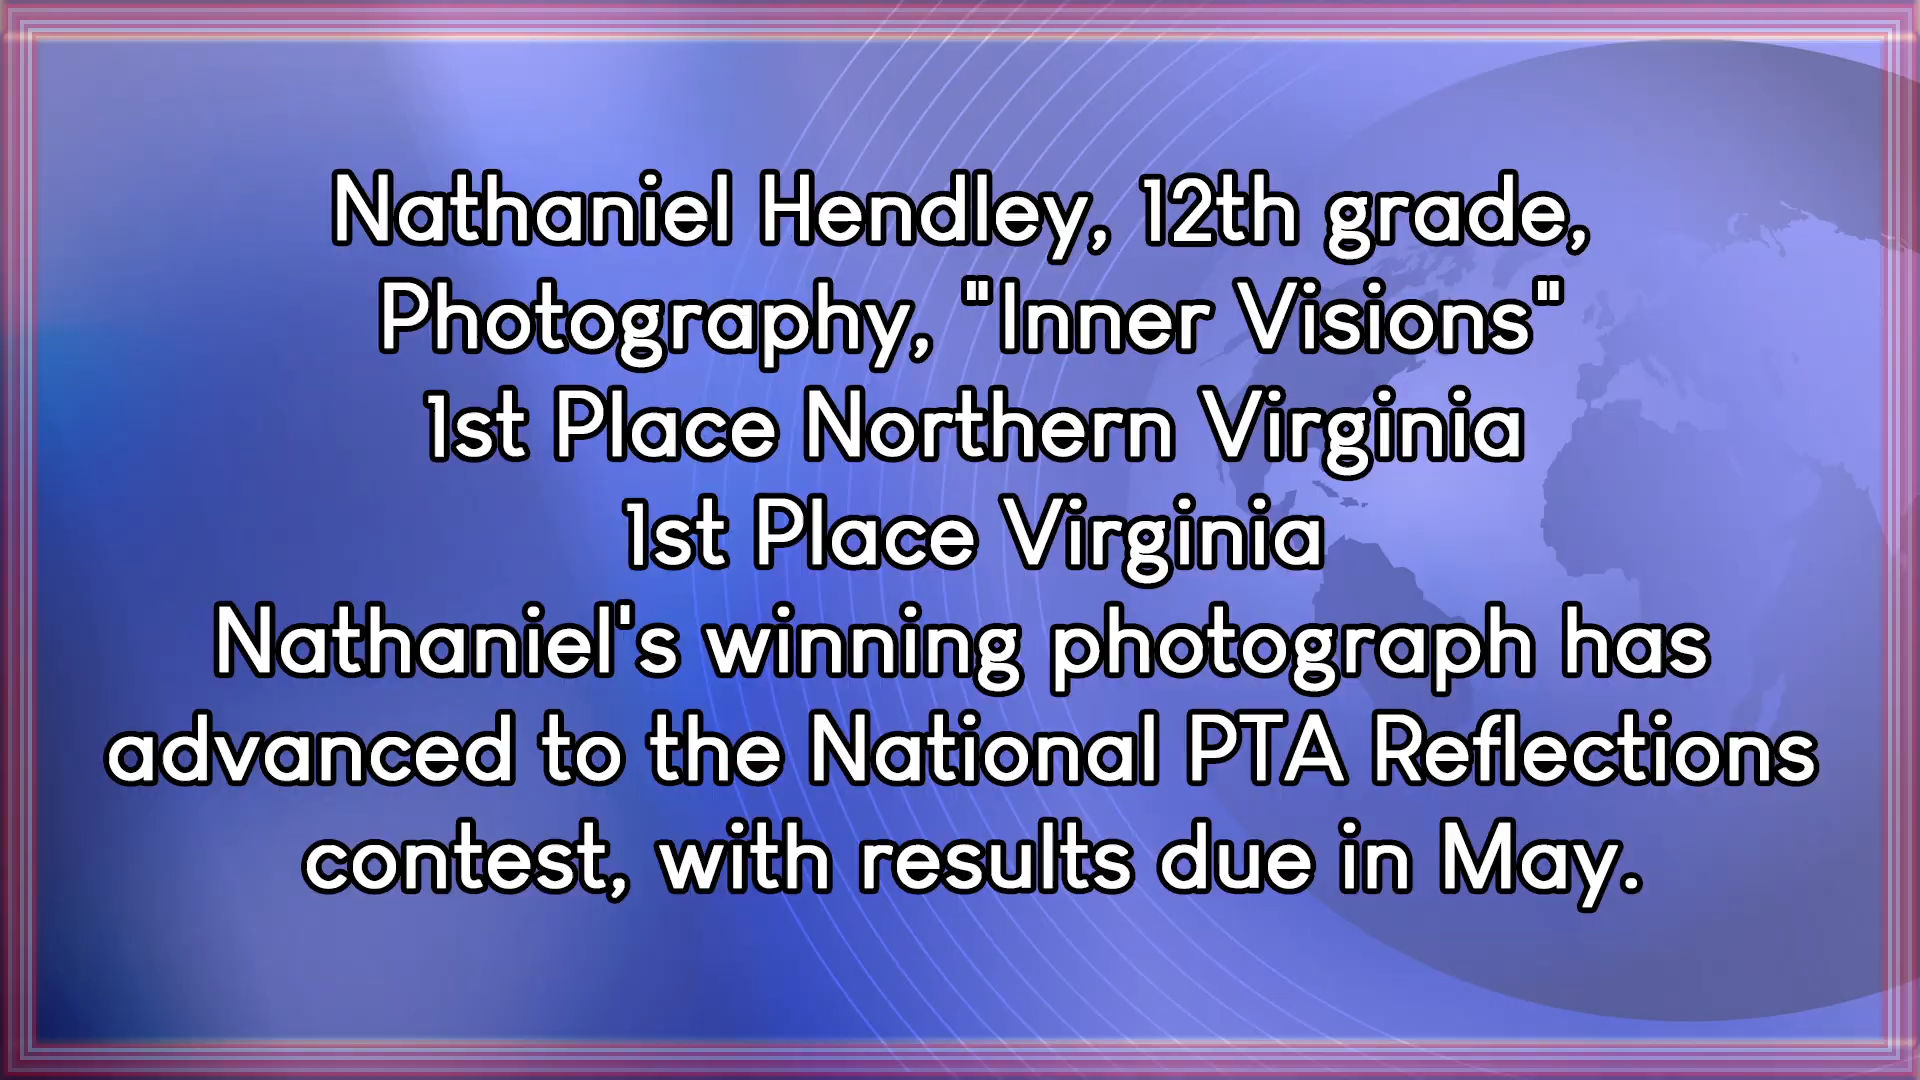 Nathaniel Hendley, 12th grade,
Photography, "Inner Visions"
1st Place Northern Virginia
1st Place Virginia
Nathaniel's winning photograph has
advanced to the National PTA Reflections
contest, with results due in May.